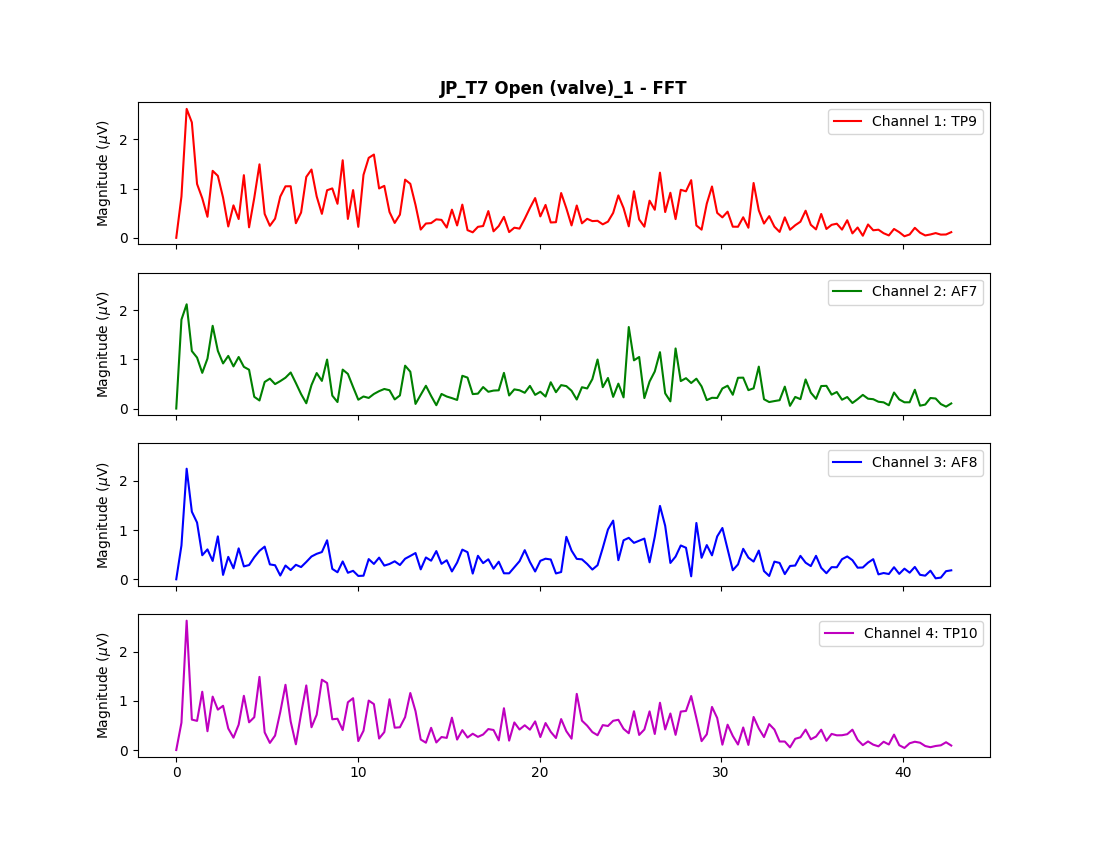 JP_T7 Open (valve)_1 - FFT
Magnitude (μV)
2
1
0
Channel 1: TP9
Magnitude (μV)
2
1
0
Channel 2: AF7
Magnitude (μV)
2
1
0
Channel 3: AF8
Magnitude (μV)
2
1
0
Channel 4: TP10
0 10 20 30 40